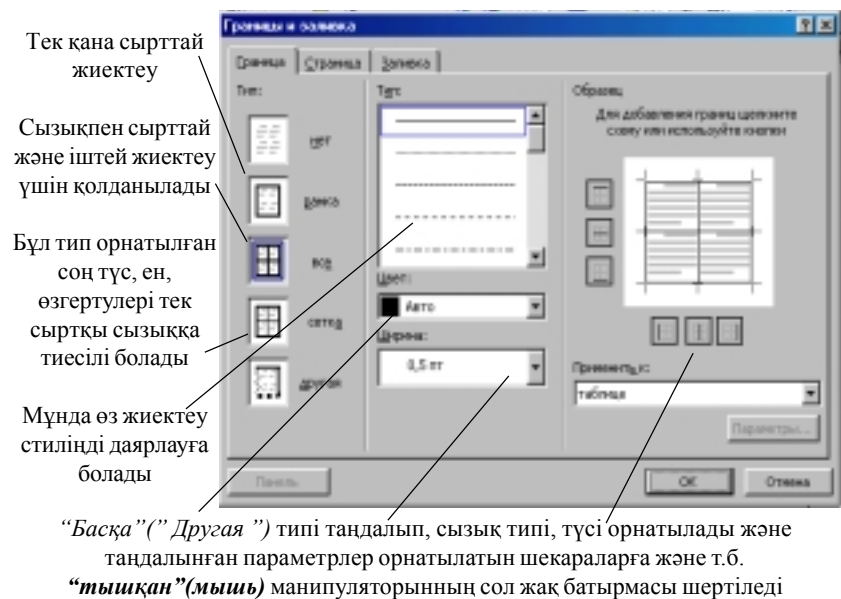 Границы и заливка
Граница Страница Заливка
Тип:
нет
рамка
все
сетка
другая
Тип:
Цвет:
Авто
Ширина:
0,5 пт
Образец
Для добавления границ щелкните
схему или используйте кнопки
Применить к:
таблице
Параметры...
Панель
ОК
Отмена
Тек қана сырттай
жиектеу
Сызықпен сырттай
және іштей жиектеу
үшін қолданылады
Бұл тип орнатылған
соң түс, ен,
өзгертулері тек
сыртқы сызыққа
тиесілі болады
Мұнда өз жиектеу
стиліңді даярлауға
болады
“Басқа”(” Другая ”) типі таңдалып, сызық типі, түсі орнатылады және
таңдалынған параметрлер орнатылатын шекараларға және т.б.
“тышқан”(мышь) манипуляторынның сол жақ батырмасы шертіледі